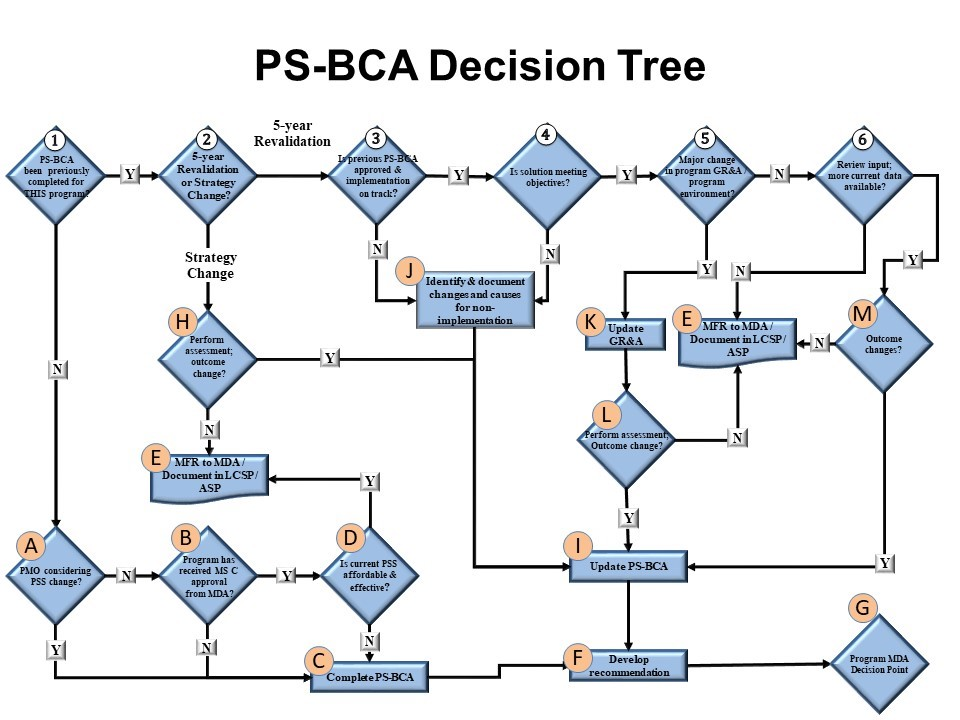 PS-BCA Decision Tree
5-year
Revalidation
1
PS-BCA
been previously
completed for
THIS program?
Y
2
5-year
Revalidation
or Strategy
Change?
3
Is previous PS-BCA
approved &
implementation
on track?
Y
4
Is solution meeting
objectives?
Y
5
Major change
in program GR&A /
program
environment?
N
6
Review input;
more current data
available?
Strategy
Change
N
N
J
Identify & document
changes and causes
for non-
implementation
Y
N
Y
H
Perform
assessment;
outcome
change?
Y
K
Update
GR&A
E
MFR to MDA /
Document in LCSP/
ASP
N
M
Outcome
changes?
N
N
L
Perform assessment;
Outcome change?
N
E
MFR to MDA /
Document in LCSP/
ASP
Y
Y
A
PMO considering
PSS change?
N
B
Program has
received MS C
approval
from MDA?
Y
D
Is current PSS
affordable &
effective?
I
Update PS-BCA
Y
Y
N
N
C
Complete PS-BCA
F
Develop
recommendation
G
Program MDA
Decision Point